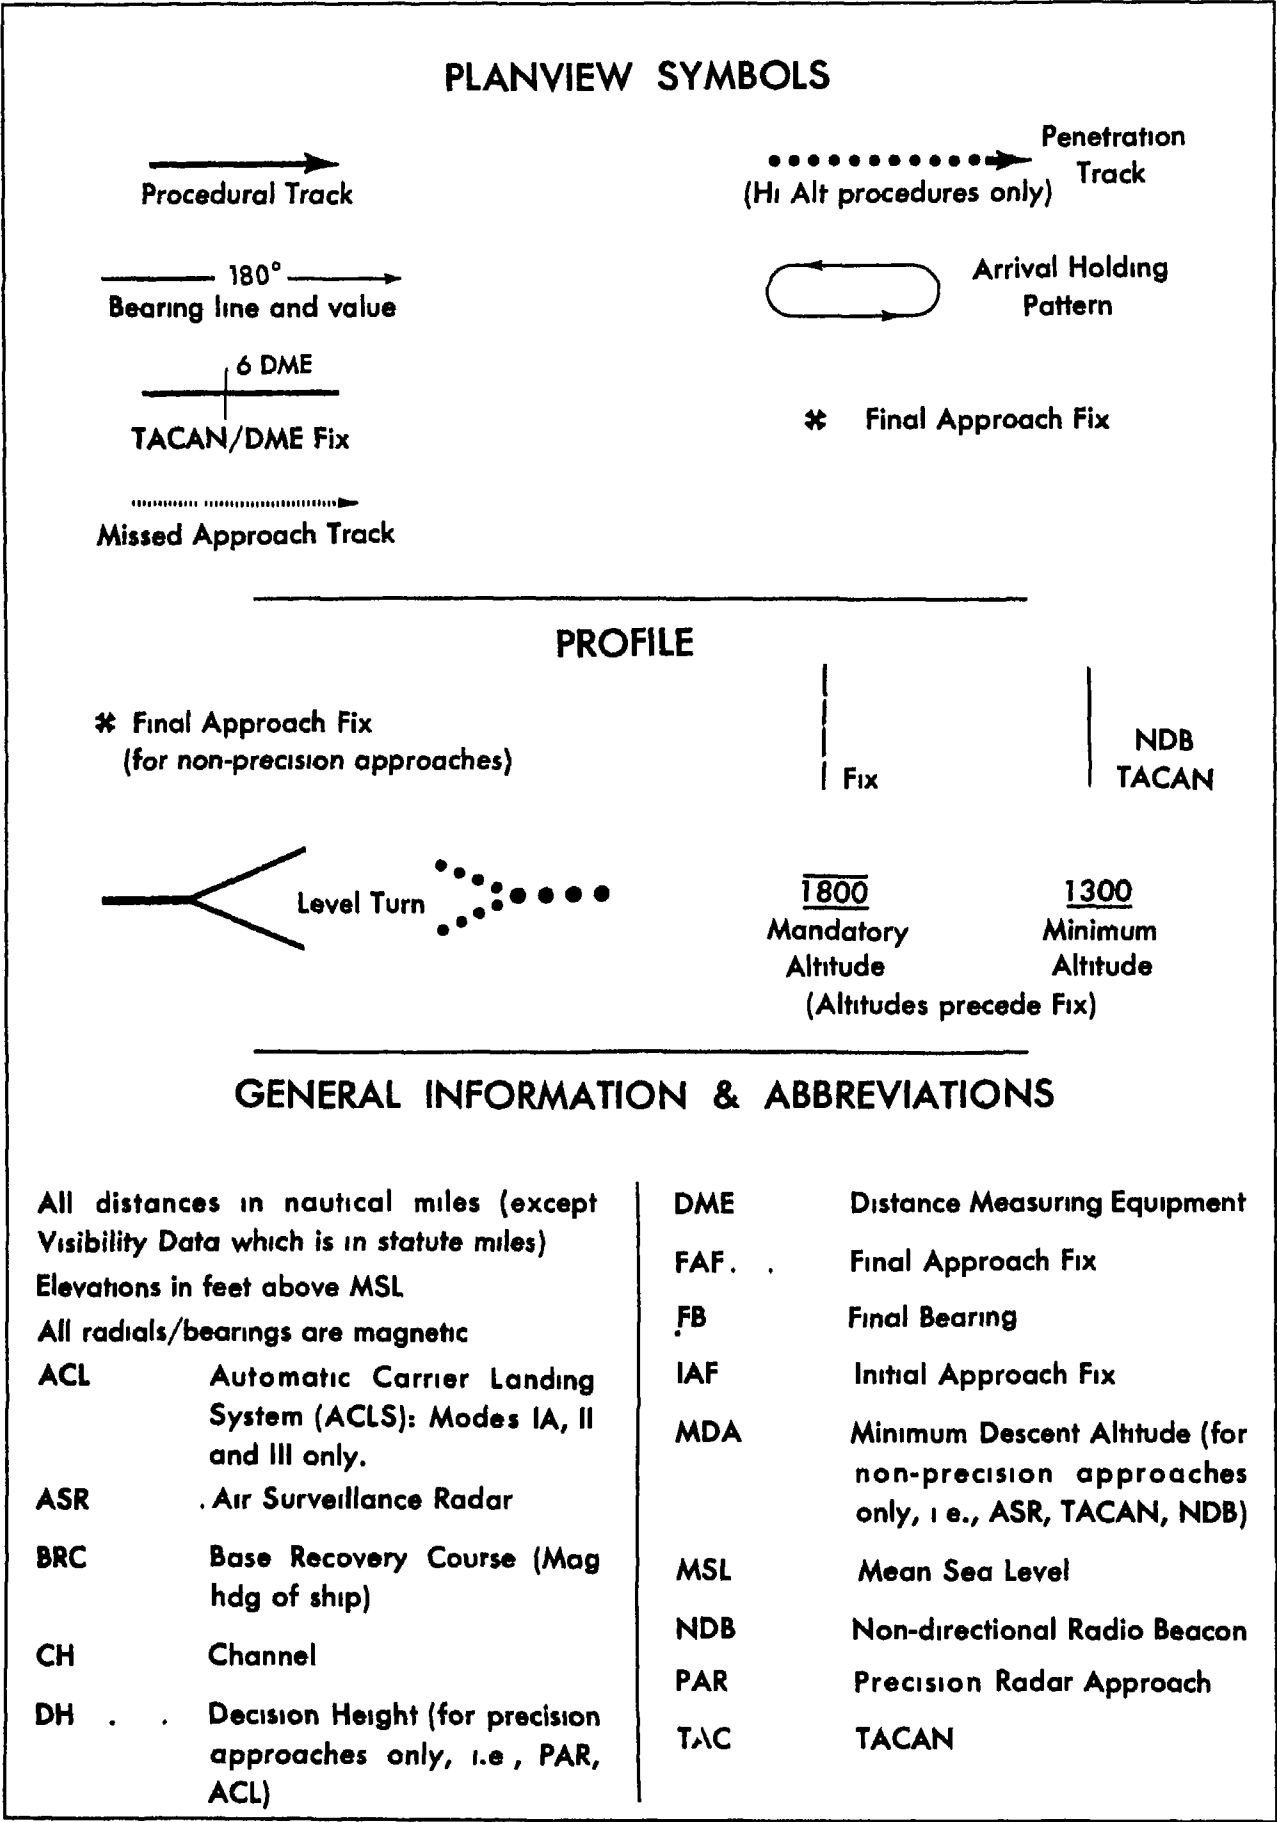 PLANVIEW SYMBOLS
Procedural Track
Penetration
Track
(Hi Alt procedures only)
180°
Bearing line and value
Arrival Holding
Pattern
6 DME
TACAN/DME Fix
* Final Approach Fix
Missed Approach Track
PROFILE
* Final Approach Fix
(for non-precision approaches)
Fix
NDB
TACAN
Level Turn
1800
Mandatory
Altitude
1300
Minimum
Altitude
(Altitudes precede Fix)
GENERAL INFORMATION & ABBREVIATIONS
All distances in nautical miles (except
Visibility Data which is in statute miles)
Elevations in feet above MSL
All radials/bearings are magnetic
ACL Automatic Carrier Landing
System (ACLS): Modes IA, II
and III only.
ASR . Air Surveillance Radar
BRC Base Recovery Course (Mag
hdg of ship)
CH Channel
DH . . Decision Height (for precision
approaches only, i.e , PAR,
ACL)
DME Distance Measuring Equipment
FAF. . Final Approach Fix
FB Final Bearing
IAF Initial Approach Fix
MDA Minimum Descent Altitude (for
non-precision approaches
only, i e., ASR, TACAN, NDB)
MSL Mean Sea Level
NDB Non-directional Radio Beacon
PAR Precision Radar Approach
TAC TACAN